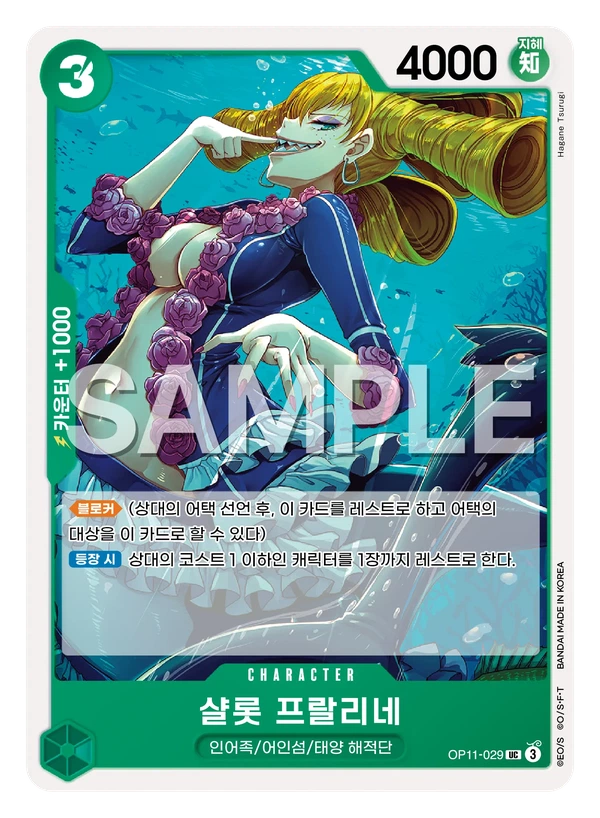 3
4000
지혜
知
Hagane Tsurugi
카운터 +1000
SAMPLE
블로커 (상대의 어택 선언 후, 이 카드를 레스트로 하고 어택의
대상을 이 카드로 할 수 있다)
등장 시 상대의 코스트 1 이하인 캐릭터를 1장까지 레스트로 한다.
CHARACTER
샬롯 프랄리네
인어족/어인섬/태양 해적단
OP11-029 UC 3
©EO/S ©O/S·F·T BANDAI MADE IN KOREA